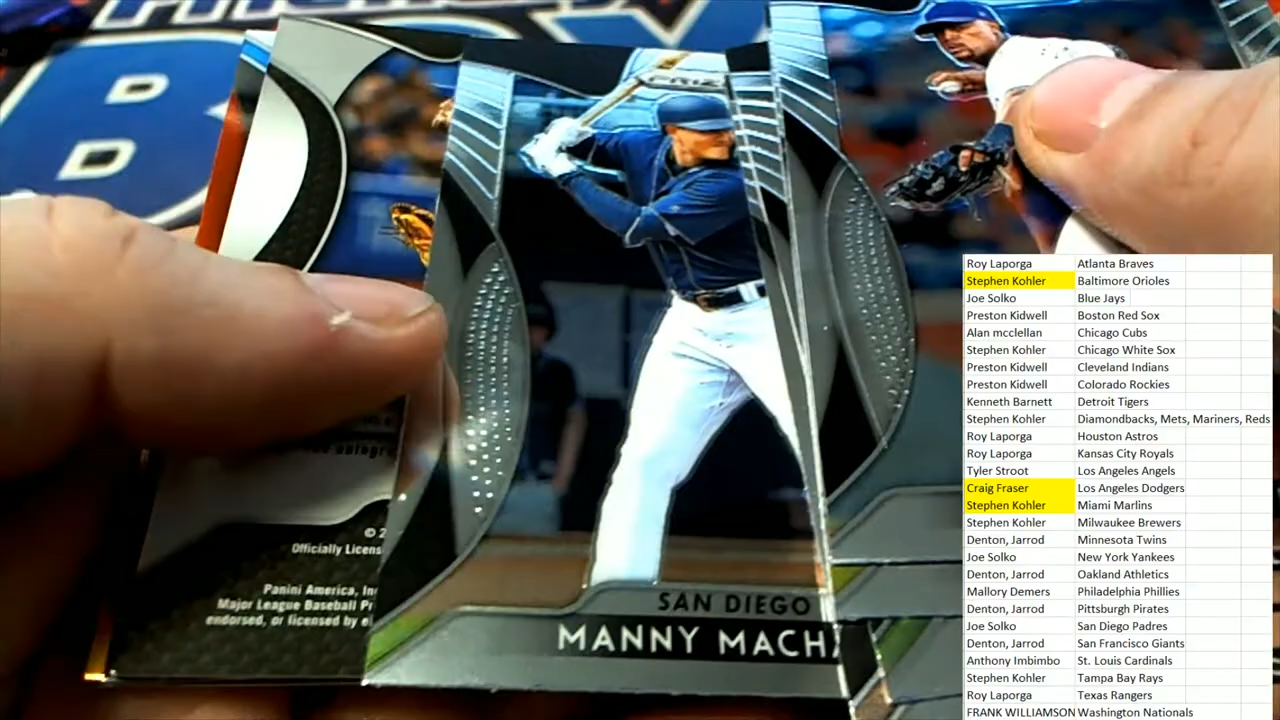 B
PRIZ
SAN DIEGO
MANNY MACHA
Officially Licens
Panini America, In
Major League Baseball P
endorsed, or licensed by el
Roy Laporga Atlanta Braves
Stephen Kohler Baltimore Orioles
Joe Solko Blue Jays
Preston Kidwell Boston Red Sox
Alan mcclellan Chicago Cubs
Stephen Kohler Chicago White Sox
Preston Kidwell Cleveland Indians
Preston Kidwell Colorado Rockies
Kenneth Barnett Detroit Tigers
Stephen Kohler Diamondbacks, Mets, Mariners, Reds
Roy Laporga Houston Astros
Roy Laporga Kansas City Royals
Tyler Stroot Los Angeles Angels
Craig Fraser Los Angeles Dodgers
Stephen Kohler Miami Marlins
Stephen Kohler Milwaukee Brewers
Denton, Jarrod Minnesota Twins
Joe Solko New York Yankees
Denton, Jarrod Oakland Athletics
Mallory Demers Philadelphia Phillies
Denton, Jarrod Pittsburgh Pirates
Joe Solko San Diego Padres
Denton, Jarrod San Francisco Giants
Anthony Imbimbo St. Louis Cardinals
Stephen Kohler Tampa Bay Rays
Roy Laporga Texas Rangers
FRANK WILLIAMSON Washington Nationals